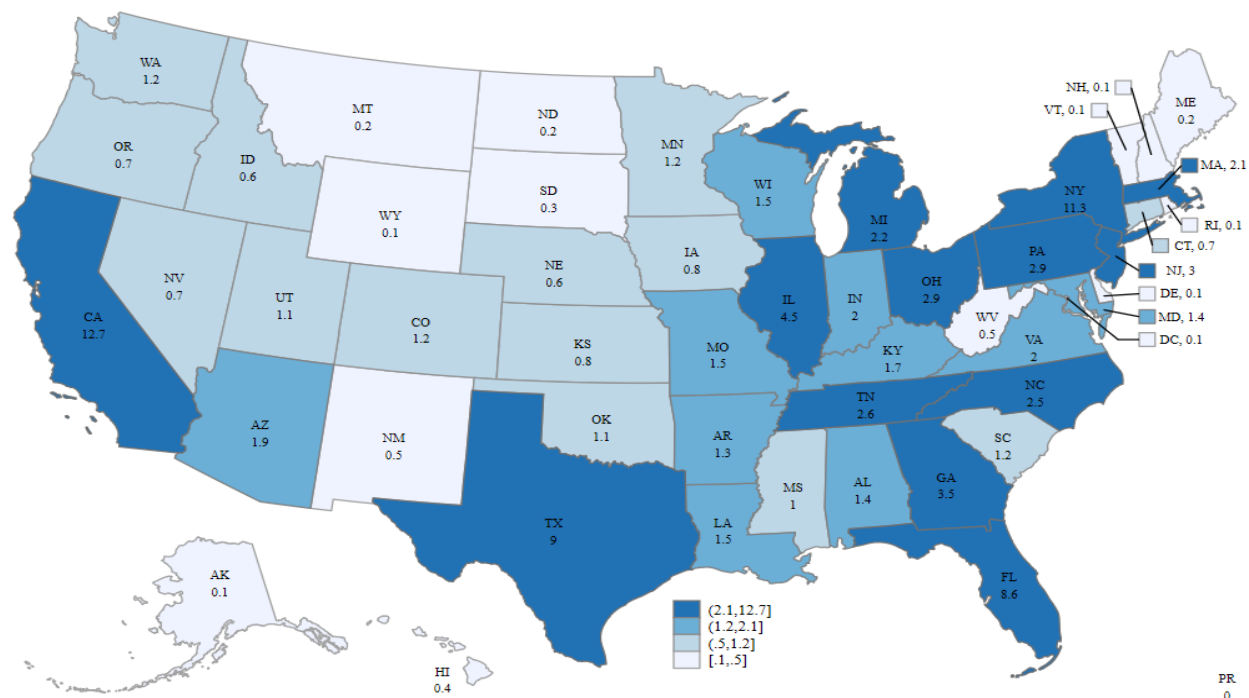 WA
1.2
OR
0.7
ID
0.6
MT
0.2
ND
0.2
MN
1.2
SD
0.3
WY
0.1
WI
1.5
MI
2.2
NY
11.3
NH, 0.1
VT, 0.1
ME
0.2
MA, 2.1
RI, 0.1
CT, 0.7
NJ, 3
PA
2.9
DE, 0.1
MD, 1.4
DC, 0.1
CA
12.7
NV
0.7
UT
1.1
CO
1.2
NE
0.6
IA
0.8
KS
0.8
MO
1.5
IL
4.5
IN
2
OH
2.9
WV
0.5
VA
2
KY
1.7
NC
2.5
TN
2.6
SC
1.2
AZ
1.9
NM
0.5
OK
1.1
AR
1.3
TX
9
LA
1.5
MS
1
AL
1.4
GA
3.5
FL
8.6
AK
0.1
HI
0.4
(2.1,12.7]
(1.2,2.1]
(.5,1.2]
[.1,.5]
PR
0